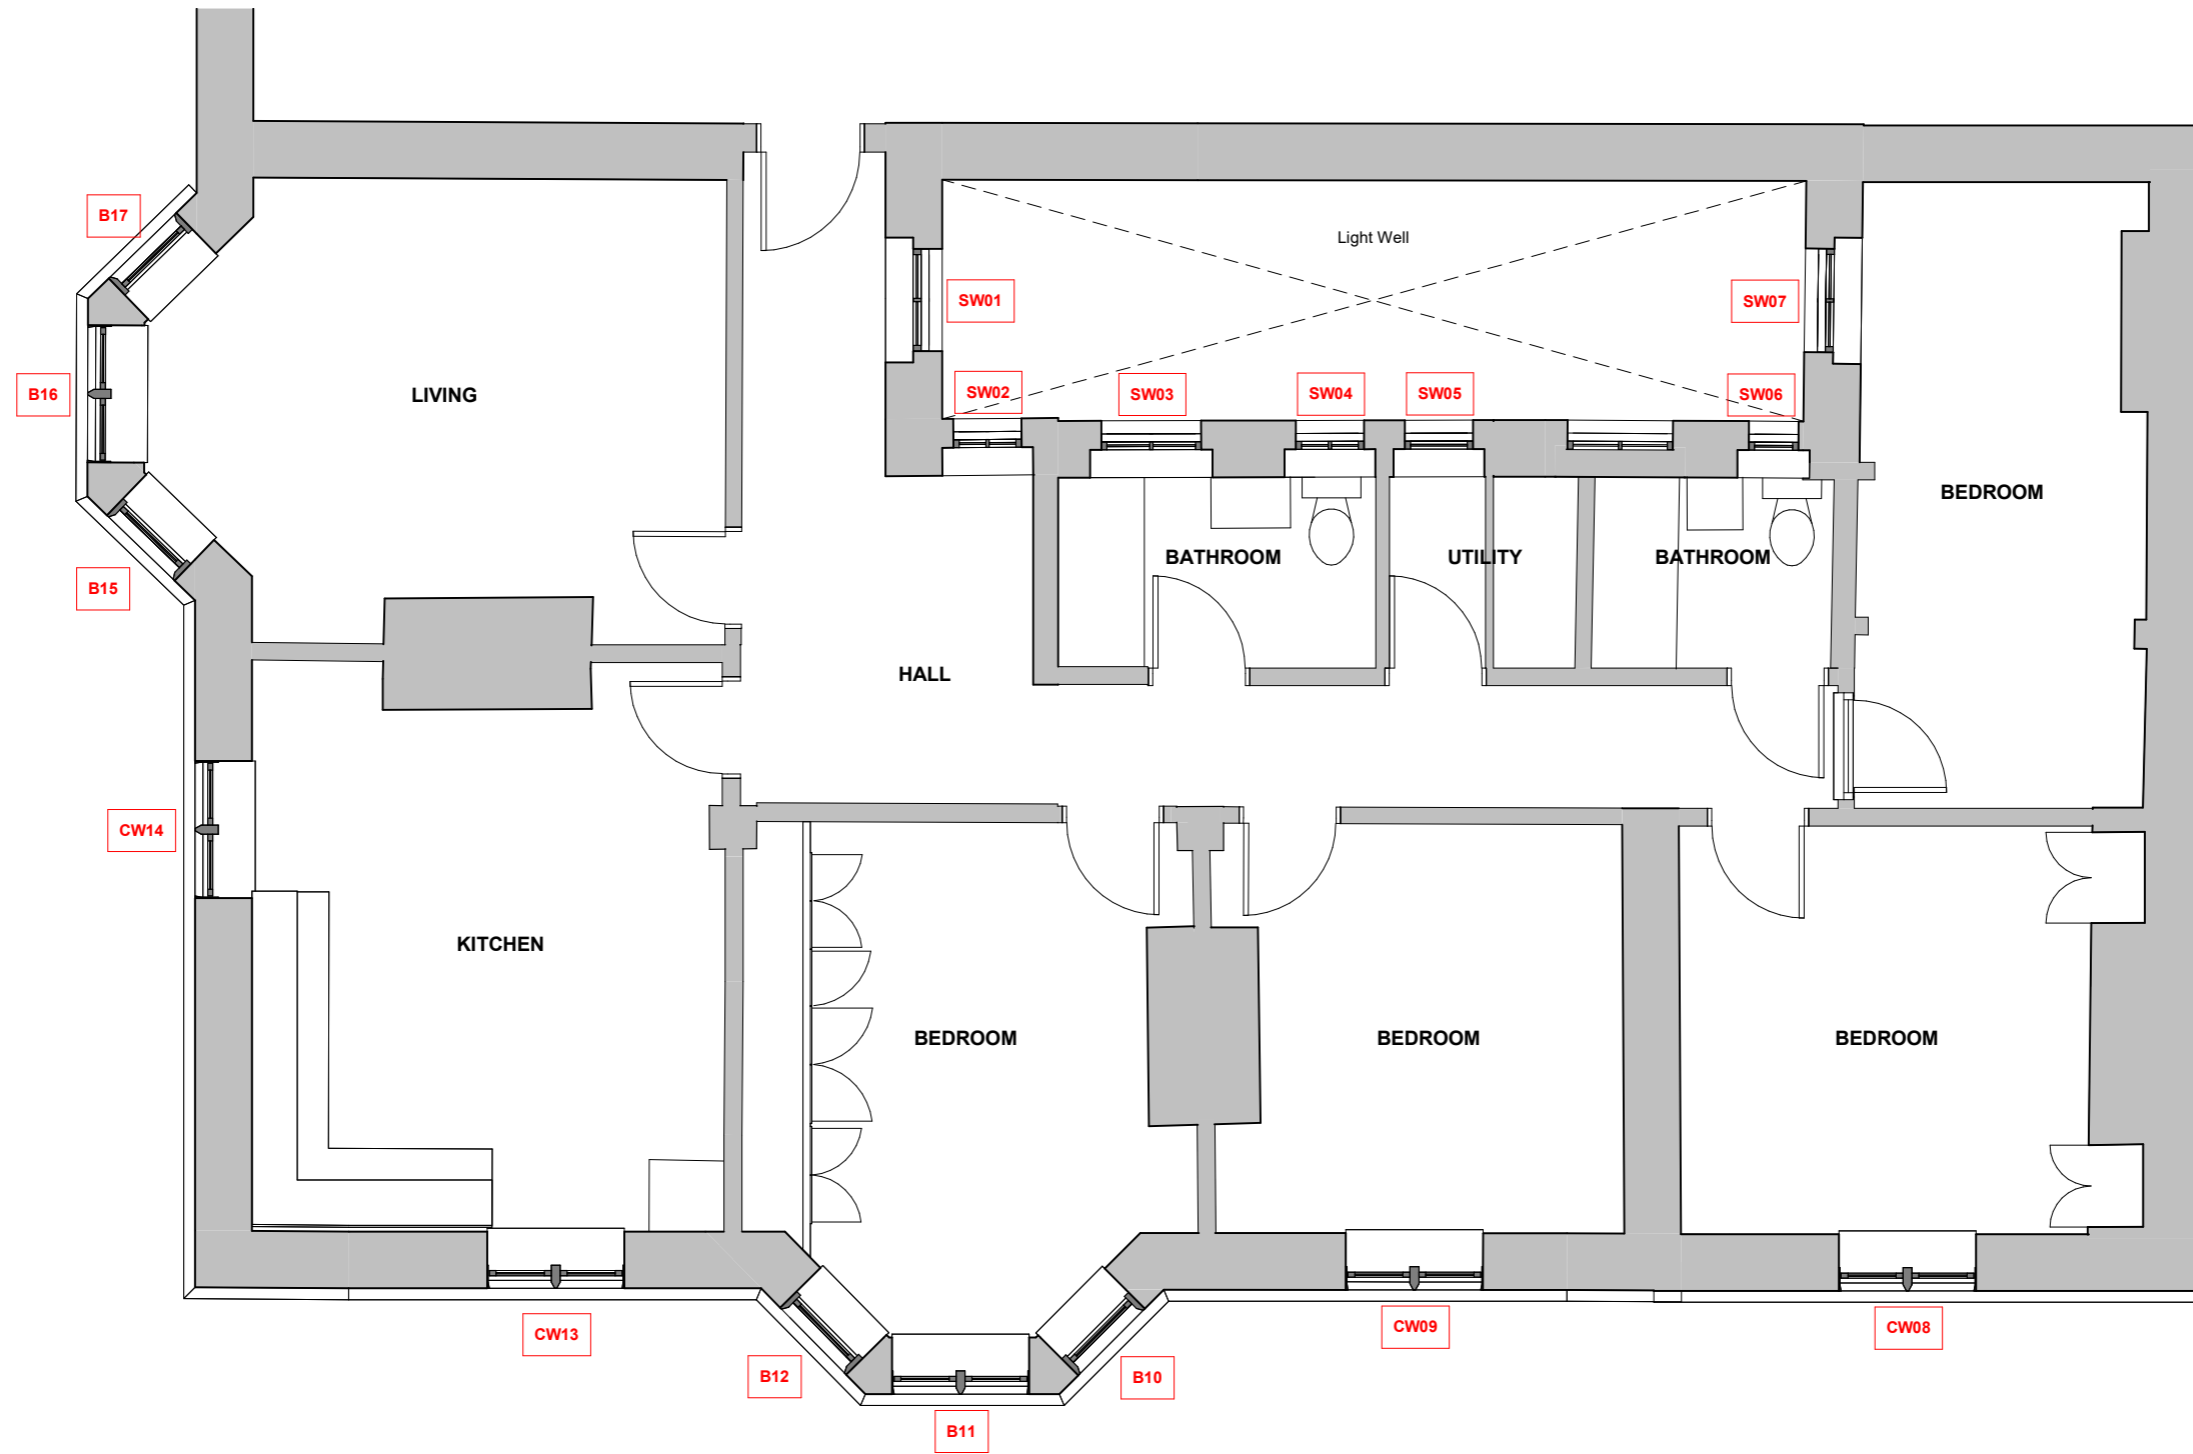 B17
Light Well
SW01
SW07
B16
LIVING
SW02
SW03
SW04
SW05
SW06
BEDROOM
BATHROOM
UTILITY
BATHROOM
B15
HALL
CW14
KITCHEN
BEDROOM
BEDROOM
BEDROOM
CW13
CW09
CW08
B12
B10
B11